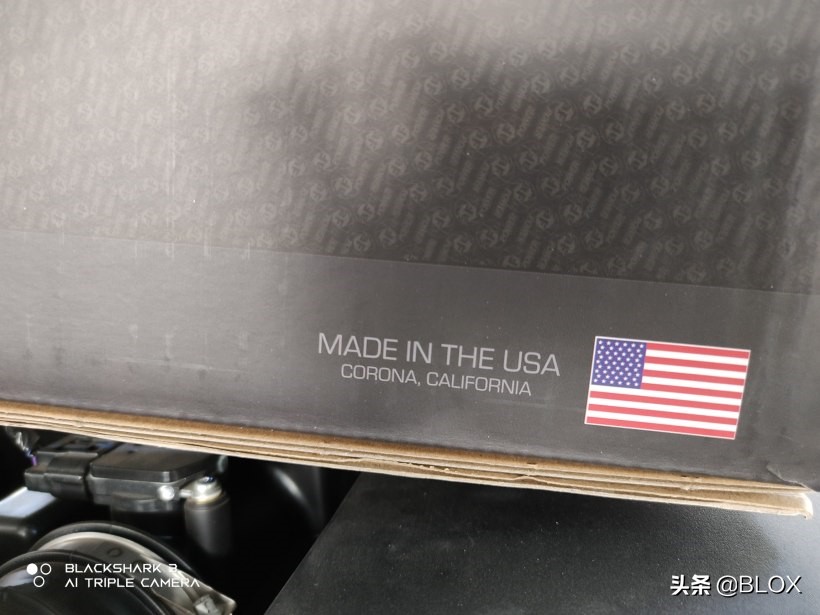 MADE IN THE USA
CORONA, CALIFORNIA
BLACKSHARK 3
AI TRIPLE CAMERA
头条 @BLOX